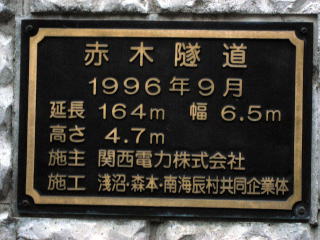 赤木隧道
1996年9月
延長 164m 幅 6.5m
高さ 4.7m
施主 関西電力株式会社
施工 淺沼・森本・南海辰村共同企業体